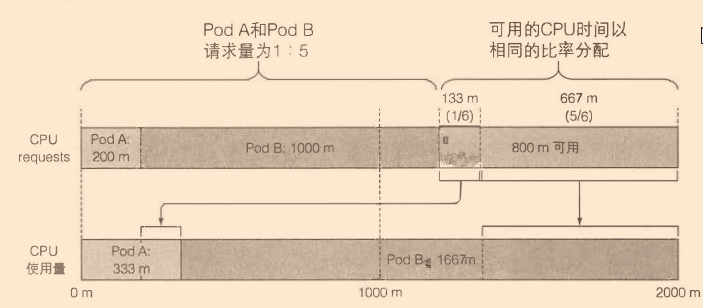 Pod A和Pod B
请求量为1：5
可用的CPU时间以
相同的比率分配
133 m
(1/6)
667 m
(5/6)
CPU
requests
Pod A:
200 m
Pod B: 1000 m
800 m 可用
CPU
使用量
Pod A:
333 m
Pod B: 1667m
0 m
1000 m
2000 m